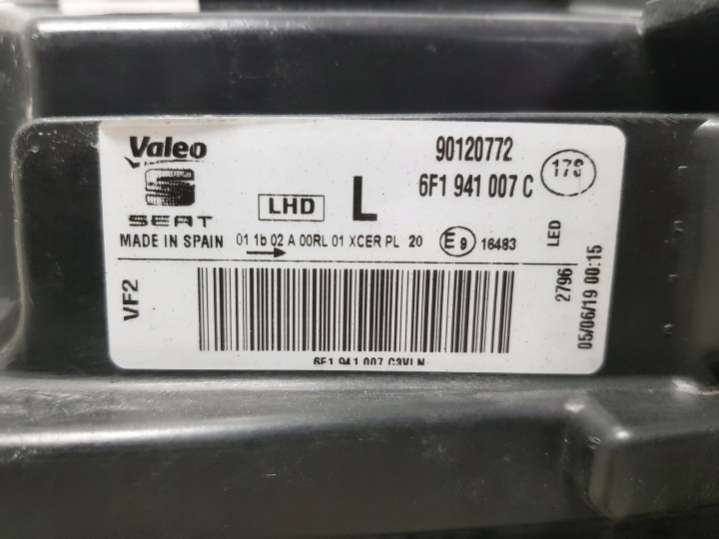 Valeo
SEAT
MADE IN SPAIN
LHD
L
90120772
6F1 941 007 C
178
01 1b 02 A 00RL 01 XCER PL 20
E 9 16483
LED
2796
05/06/19 00:15
VF2
6F1 941 007 C3VLN